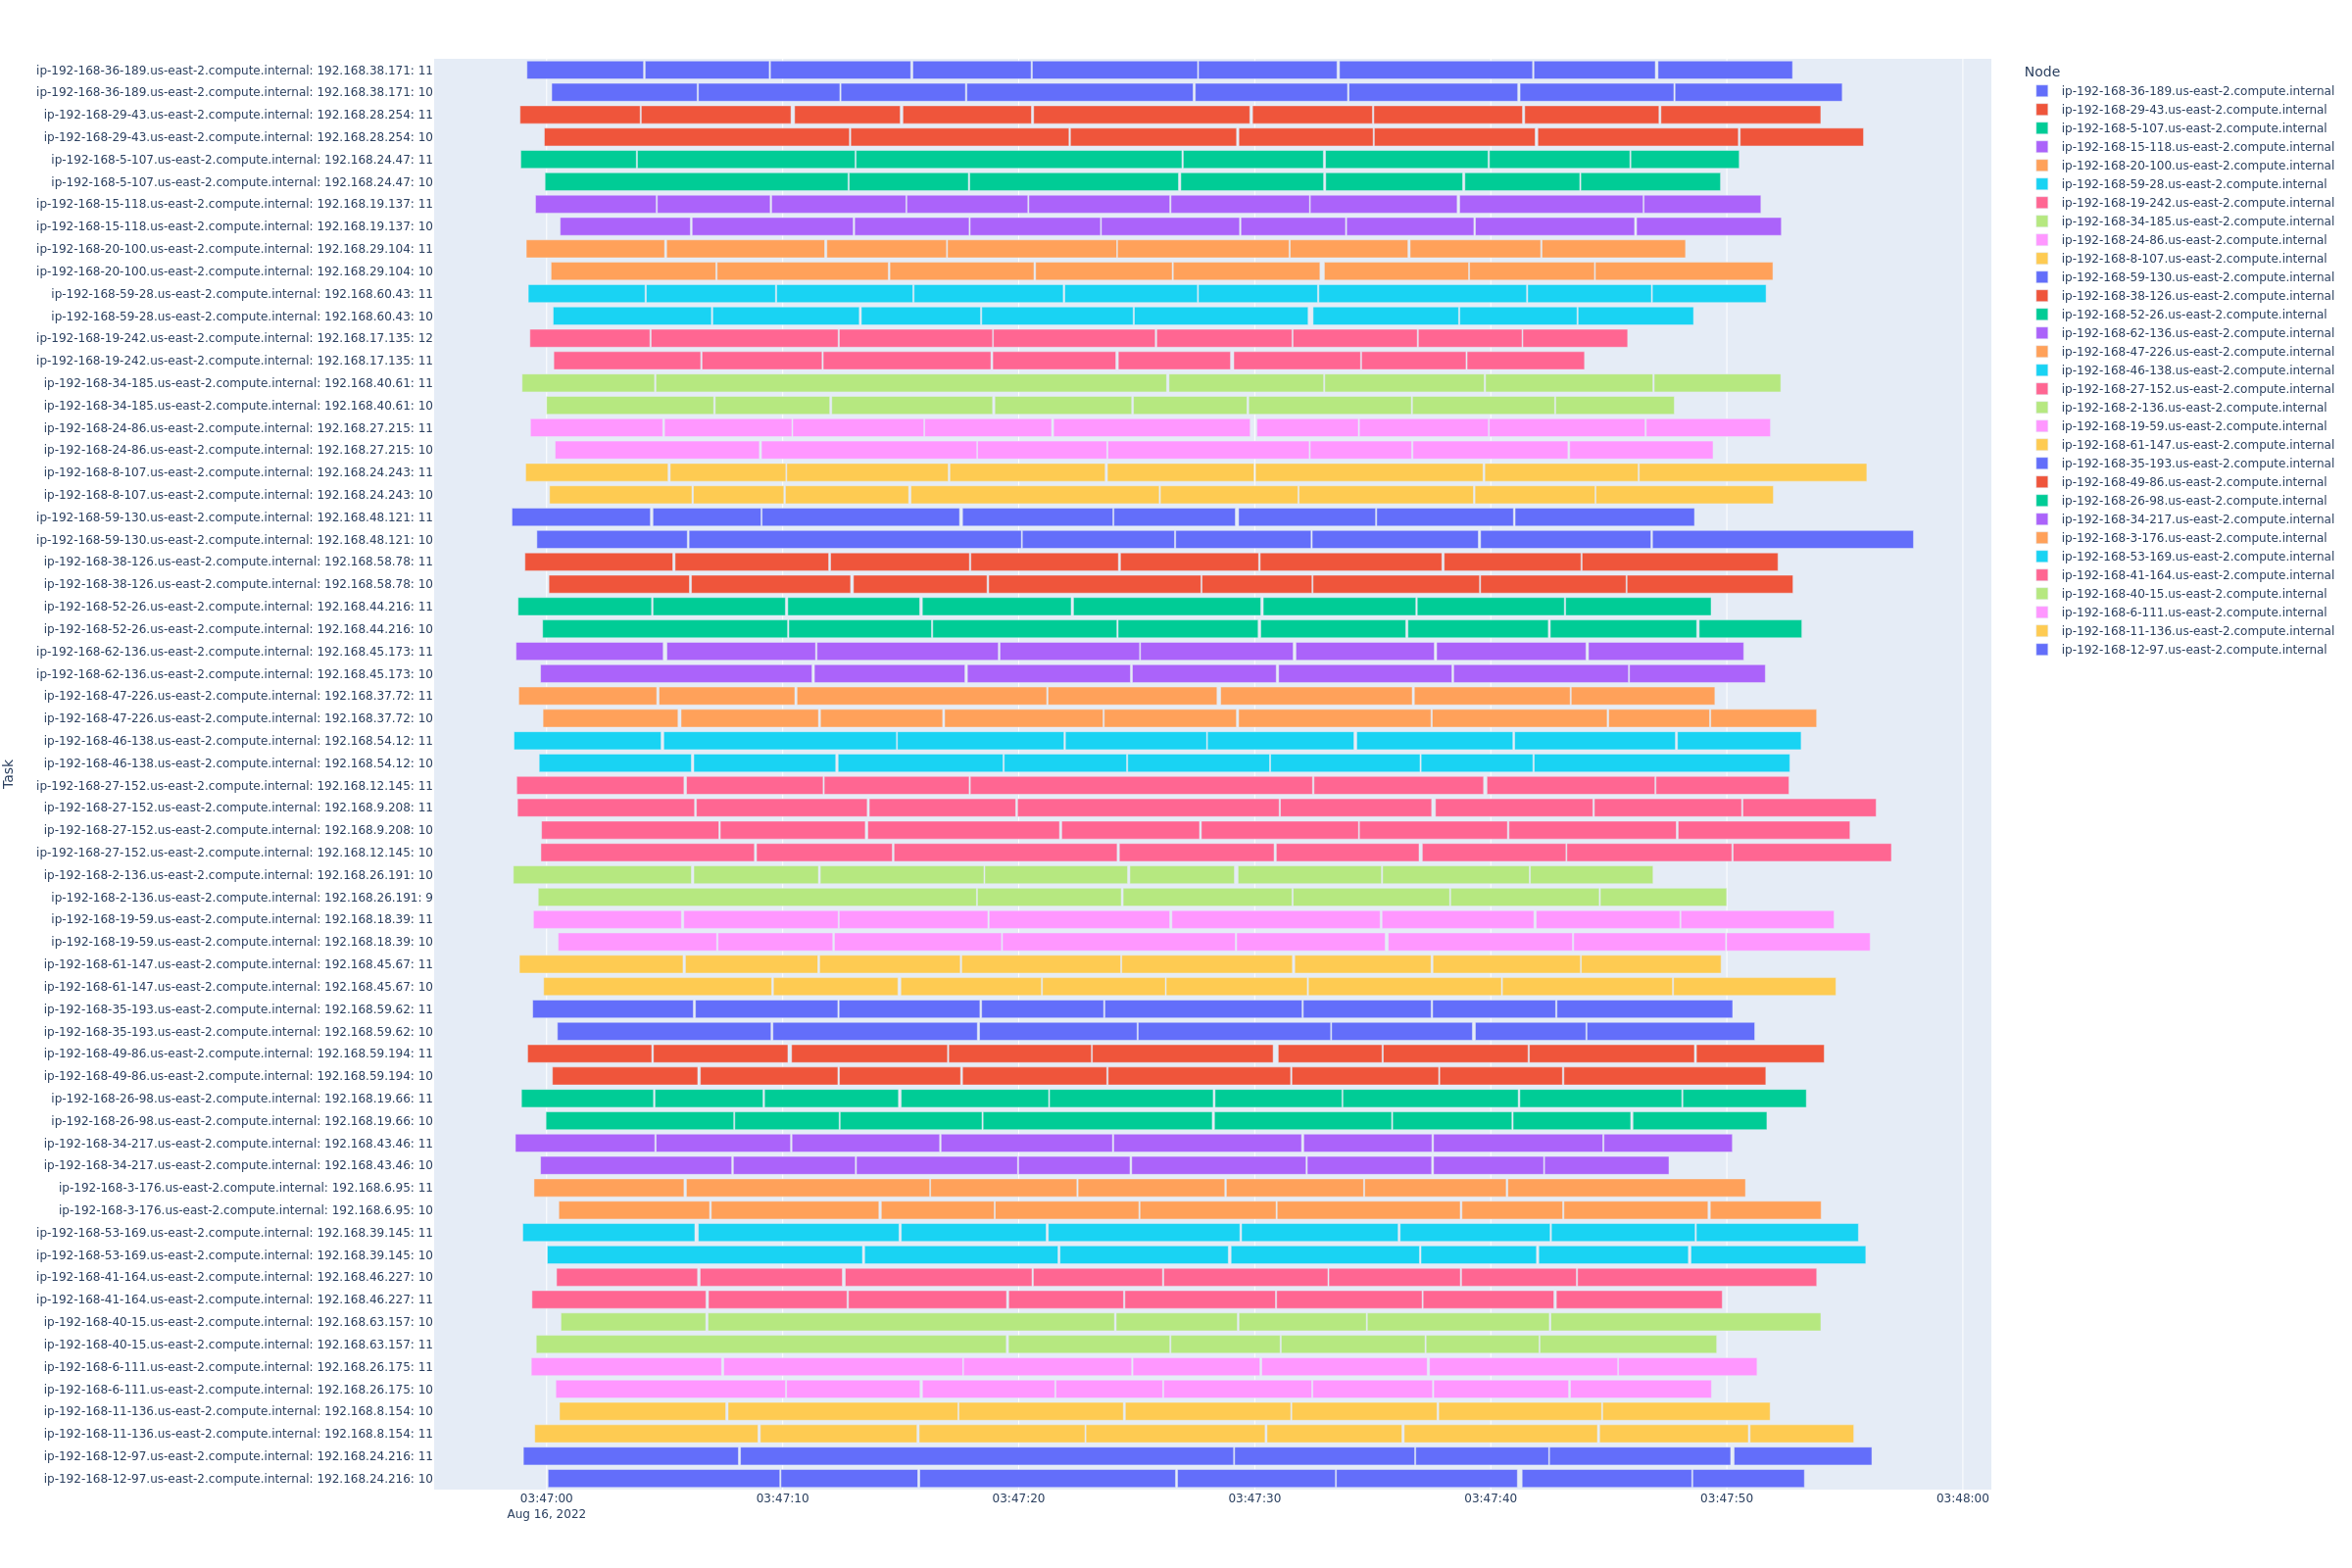 ip-192-168-36-189.us-east-2.compute.internal: 192.168.38.171: 11
ip-192-168-36-189.us-east-2.compute.internal: 192.168.38.171: 10
ip-192-168-29-43.us-east-2.compute.internal: 192.168.28.254: 11
ip-192-168-29-43.us-east-2.compute.internal: 192.168.28.254: 10
ip-192-168-5-107.us-east-2.compute.internal: 192.168.24.47: 11
ip-192-168-5-107.us-east-2.compute.internal: 192.168.24.47: 10
ip-192-168-15-118.us-east-2.compute.internal: 192.168.19.137: 11
ip-192-168-15-118.us-east-2.compute.internal: 192.168.19.137: 10
ip-192-168-20-100.us-east-2.compute.internal: 192.168.29.104: 11
ip-192-168-20-100.us-east-2.compute.internal: 192.168.29.104: 10
ip-192-168-59-28.us-east-2.compute.internal: 192.168.60.43: 11
ip-192-168-59-28.us-east-2.compute.internal: 192.168.60.43: 10
ip-192-168-19-242.us-east-2.compute.internal: 192.168.17.135: 12
ip-192-168-19-242.us-east-2.compute.internal: 192.168.17.135: 11
ip-192-168-34-185.us-east-2.compute.internal: 192.168.40.61: 11
ip-192-168-34-185.us-east-2.compute.internal: 192.168.40.61: 10
ip-192-168-24-86.us-east-2.compute.internal: 192.168.27.215: 11
ip-192-168-24-86.us-east-2.compute.internal: 192.168.27.215: 10
ip-192-168-8-107.us-east-2.compute.internal: 192.168.24.243: 11
ip-192-168-8-107.us-east-2.compute.internal: 192.168.24.243: 10
ip-192-168-59-130.us-east-2.compute.internal: 192.168.48.121: 11
ip-192-168-59-130.us-east-2.compute.internal: 192.168.48.121: 10
ip-192-168-38-126.us-east-2.compute.internal: 192.168.58.78: 11
ip-192-168-38-126.us-east-2.compute.internal: 192.168.58.78: 10
ip-192-168-52-26.us-east-2.compute.internal: 192.168.44.216: 11
ip-192-168-52-26.us-east-2.compute.internal: 192.168.44.216: 10
ip-192-168-62-136.us-east-2.compute.internal: 192.168.45.173: 11
ip-192-168-62-136.us-east-2.compute.internal: 192.168.45.173: 10
ip-192-168-47-226.us-east-2.compute.internal: 192.168.37.72: 11
ip-192-168-47-226.us-east-2.compute.internal: 192.168.37.72: 10
ip-192-168-46-138.us-east-2.compute.internal: 192.168.54.12: 11
ip-192-168-46-138.us-east-2.compute.internal: 192.168.54.12: 10
ip-192-168-27-152.us-east-2.compute.internal: 192.168.12.145: 11
ip-192-168-27-152.us-east-2.compute.internal: 192.168.9.208: 11
ip-192-168-27-152.us-east-2.compute.internal: 192.168.9.208: 10
ip-192-168-27-152.us-east-2.compute.internal: 192.168.12.145: 10
ip-192-168-2-136.us-east-2.compute.internal: 192.168.26.191: 10
ip-192-168-2-136.us-east-2.compute.internal: 192.168.26.191: 9
ip-192-168-19-59.us-east-2.compute.internal: 192.168.18.39: 11
ip-192-168-19-59.us-east-2.compute.internal: 192.168.18.39: 10
ip-192-168-61-147.us-east-2.compute.internal: 192.168.45.67: 11
ip-192-168-61-147.us-east-2.compute.internal: 192.168.45.67: 10
ip-192-168-35-193.us-east-2.compute.internal: 192.168.59.62: 11
ip-192-168-35-193.us-east-2.compute.internal: 192.168.59.62: 10
ip-192-168-49-86.us-east-2.compute.internal: 192.168.59.194: 11
ip-192-168-49-86.us-east-2.compute.internal: 192.168.59.194: 10
ip-192-168-26-98.us-east-2.compute.internal: 192.168.19.66: 11
ip-192-168-26-98.us-east-2.compute.internal: 192.168.19.66: 10
ip-192-168-34-217.us-east-2.compute.internal: 192.168.43.46: 11
ip-192-168-34-217.us-east-2.compute.internal: 192.168.43.46: 10
ip-192-168-3-176.us-east-2.compute.internal: 192.168.6.95: 11
ip-192-168-3-176.us-east-2.compute.internal: 192.168.6.95: 10
ip-192-168-53-169.us-east-2.compute.internal: 192.168.39.145: 11
ip-192-168-53-169.us-east-2.compute.internal: 192.168.39.145: 10
ip-192-168-41-164.us-east-2.compute.internal: 192.168.46.227: 10
ip-192-168-41-164.us-east-2.compute.internal: 192.168.46.227: 11
ip-192-168-40-15.us-east-2.compute.internal: 192.168.63.157: 10
ip-192-168-40-15.us-east-2.compute.internal: 192.168.63.157: 11
ip-192-168-6-111.us-east-2.compute.internal: 192.168.26.175: 11
ip-192-168-6-111.us-east-2.compute.internal: 192.168.26.175: 10
ip-192-168-11-136.us-east-2.compute.internal: 192.168.8.154: 10
ip-192-168-11-136.us-east-2.compute.internal: 192.168.8.154: 11
ip-192-168-12-97.us-east-2.compute.internal: 192.168.24.216: 11
ip-192-168-12-97.us-east-2.compute.internal: 192.168.24.216: 10
Task
03:47:00 03:47:10 03:47:20 03:47:30 03:47:40 03:47:50 03:48:00
Aug 16, 2022
Node
ip-192-168-36-189.us-east-2.compute.internal
ip-192-168-29-43.us-east-2.compute.internal
ip-192-168-5-107.us-east-2.compute.internal
ip-192-168-15-118.us-east-2.compute.internal
ip-192-168-20-100.us-east-2.compute.internal
ip-192-168-59-28.us-east-2.compute.internal
ip-192-168-19-242.us-east-2.compute.internal
ip-192-168-34-185.us-east-2.compute.internal
ip-192-168-24-86.us-east-2.compute.internal
ip-192-168-8-107.us-east-2.compute.internal
ip-192-168-59-130.us-east-2.compute.internal
ip-192-168-38-126.us-east-2.compute.internal
ip-192-168-52-26.us-east-2.compute.internal
ip-192-168-62-136.us-east-2.compute.internal
ip-192-168-47-226.us-east-2.compute.internal
ip-192-168-46-138.us-east-2.compute.internal
ip-192-168-27-152.us-east-2.compute.internal
ip-192-168-2-136.us-east-2.compute.internal
ip-192-168-19-59.us-east-2.compute.internal
ip-192-168-61-147.us-east-2.compute.internal
ip-192-168-35-193.us-east-2.compute.internal
ip-192-168-49-86.us-east-2.compute.internal
ip-192-168-26-98.us-east-2.compute.internal
ip-192-168-34-217.us-east-2.compute.internal
ip-192-168-3-176.us-east-2.compute.internal
ip-192-168-53-169.us-east-2.compute.internal
ip-192-168-41-164.us-east-2.compute.internal
ip-192-168-40-15.us-east-2.compute.internal
ip-192-168-6-111.us-east-2.compute.internal
ip-192-168-11-136.us-east-2.compute.internal
ip-192-168-12-97.us-east-2.compute.internal